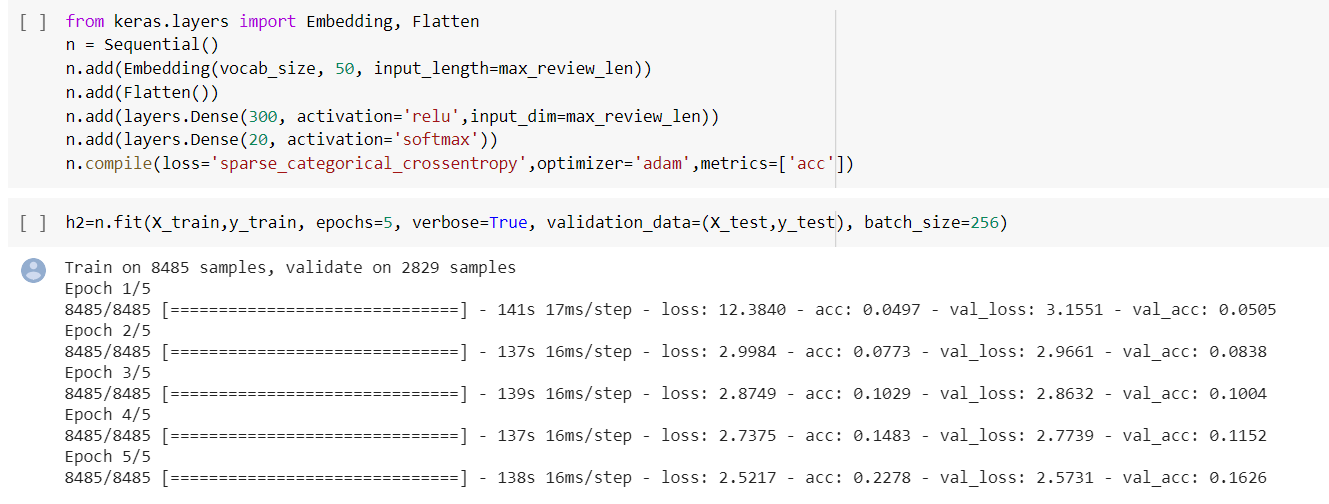 [ ] from keras.layers import Embedding, Flatten
n = Sequential()
n.add(Embedding(vocab_size, 50, input_length=max_review_len))
n.add(Flatten())
n.add(layers.Dense(300, activation='relu',input_dim=max_review_len))
n.add(layers.Dense(20, activation='softmax'))
n.compile(loss='sparse_categorical_crossentropy',optimizer='adam',metrics=['acc'])
[ ] h2=n.fit(X_train,y_train, epochs=5, verbose=True, validation_data=(X_test,y_test), batch_size=256)
Train on 8485 samples, validate on 2829 samples
Epoch 1/5
8485/8485 [==============================] - 141s 17ms/step - loss: 12.3840 - acc: 0.0497 - val_loss: 3.1551 - val_acc: 0.0505
Epoch 2/5
8485/8485 [==============================] - 137s 16ms/step - loss: 2.9984 - acc: 0.0773 - val_loss: 2.9661 - val_acc: 0.0838
Epoch 3/5
8485/8485 [==============================] - 139s 16ms/step - loss: 2.8749 - acc: 0.1029 - val_loss: 2.8632 - val_acc: 0.1004
Epoch 4/5
8485/8485 [==============================] - 137s 16ms/step - loss: 2.7375 - acc: 0.1483 - val_loss: 2.7739 - val_acc: 0.1152
Epoch 5/5
8485/8485 [==============================] - 138s 16ms/step - loss: 2.5217 - acc: 0.2278 - val_loss: 2.5731 - val_acc: 0.1626